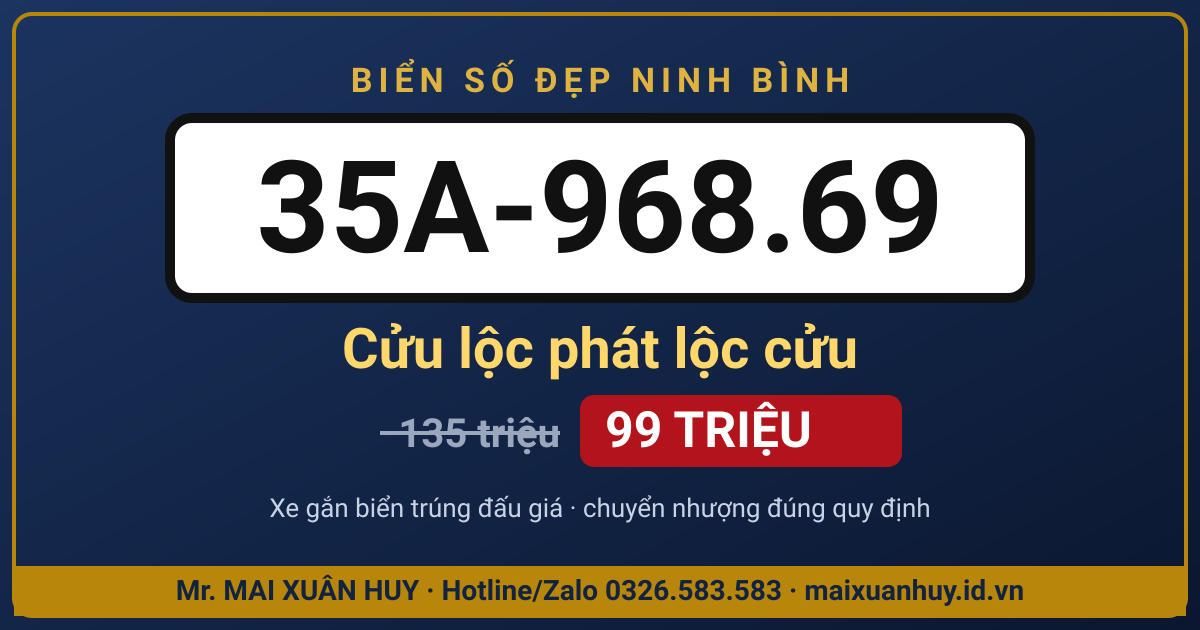 BIỂN SỐ ĐẸP NINH BÌNH
35A-968.69
Cửu lộc phát lộc cửu
135 triệu 99 TRIỆU
Xe gắn biển trúng đấu giá · chuyển nhượng đúng quy định
Mr. MAI XUÂN HUY · Hotline/Zalo 0326.583.583 · maixuanhuy.id.vn